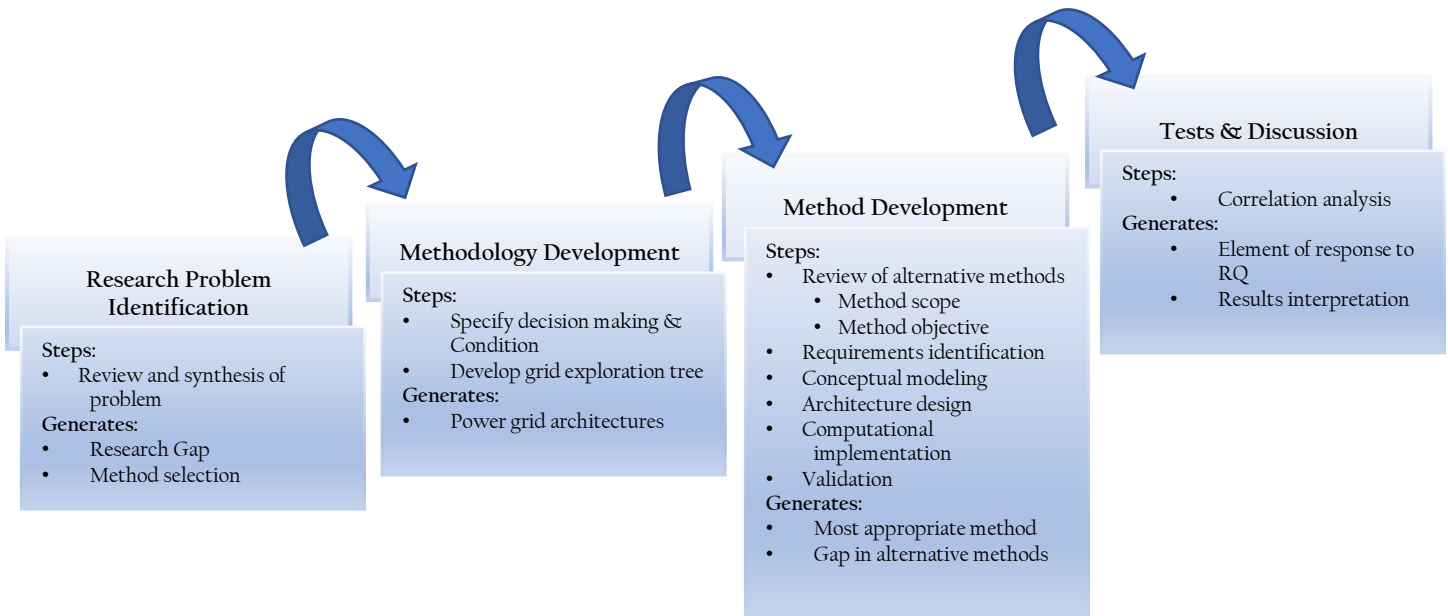 Research Problem
Identification
Steps:
• Review and synthesis of
problem
Generates:
• Research Gap
• Method selection
Methodology Development
Steps:
• Specify decision making &
Condition
• Develop grid exploration tree
Generates:
• Power grid architectures
Method Development
Steps:
• Review of alternative methods
• Method scope
• Method objective
• Requirements identification
• Conceptual modeling
• Architecture design
• Computational
implementation
• Validation
Generates:
• Most appropriate method
• Gap in alternative methods
Tests & Discussion
Steps:
• Correlation analysis
Generates:
• Element of response to
RQ
• Results interpretation